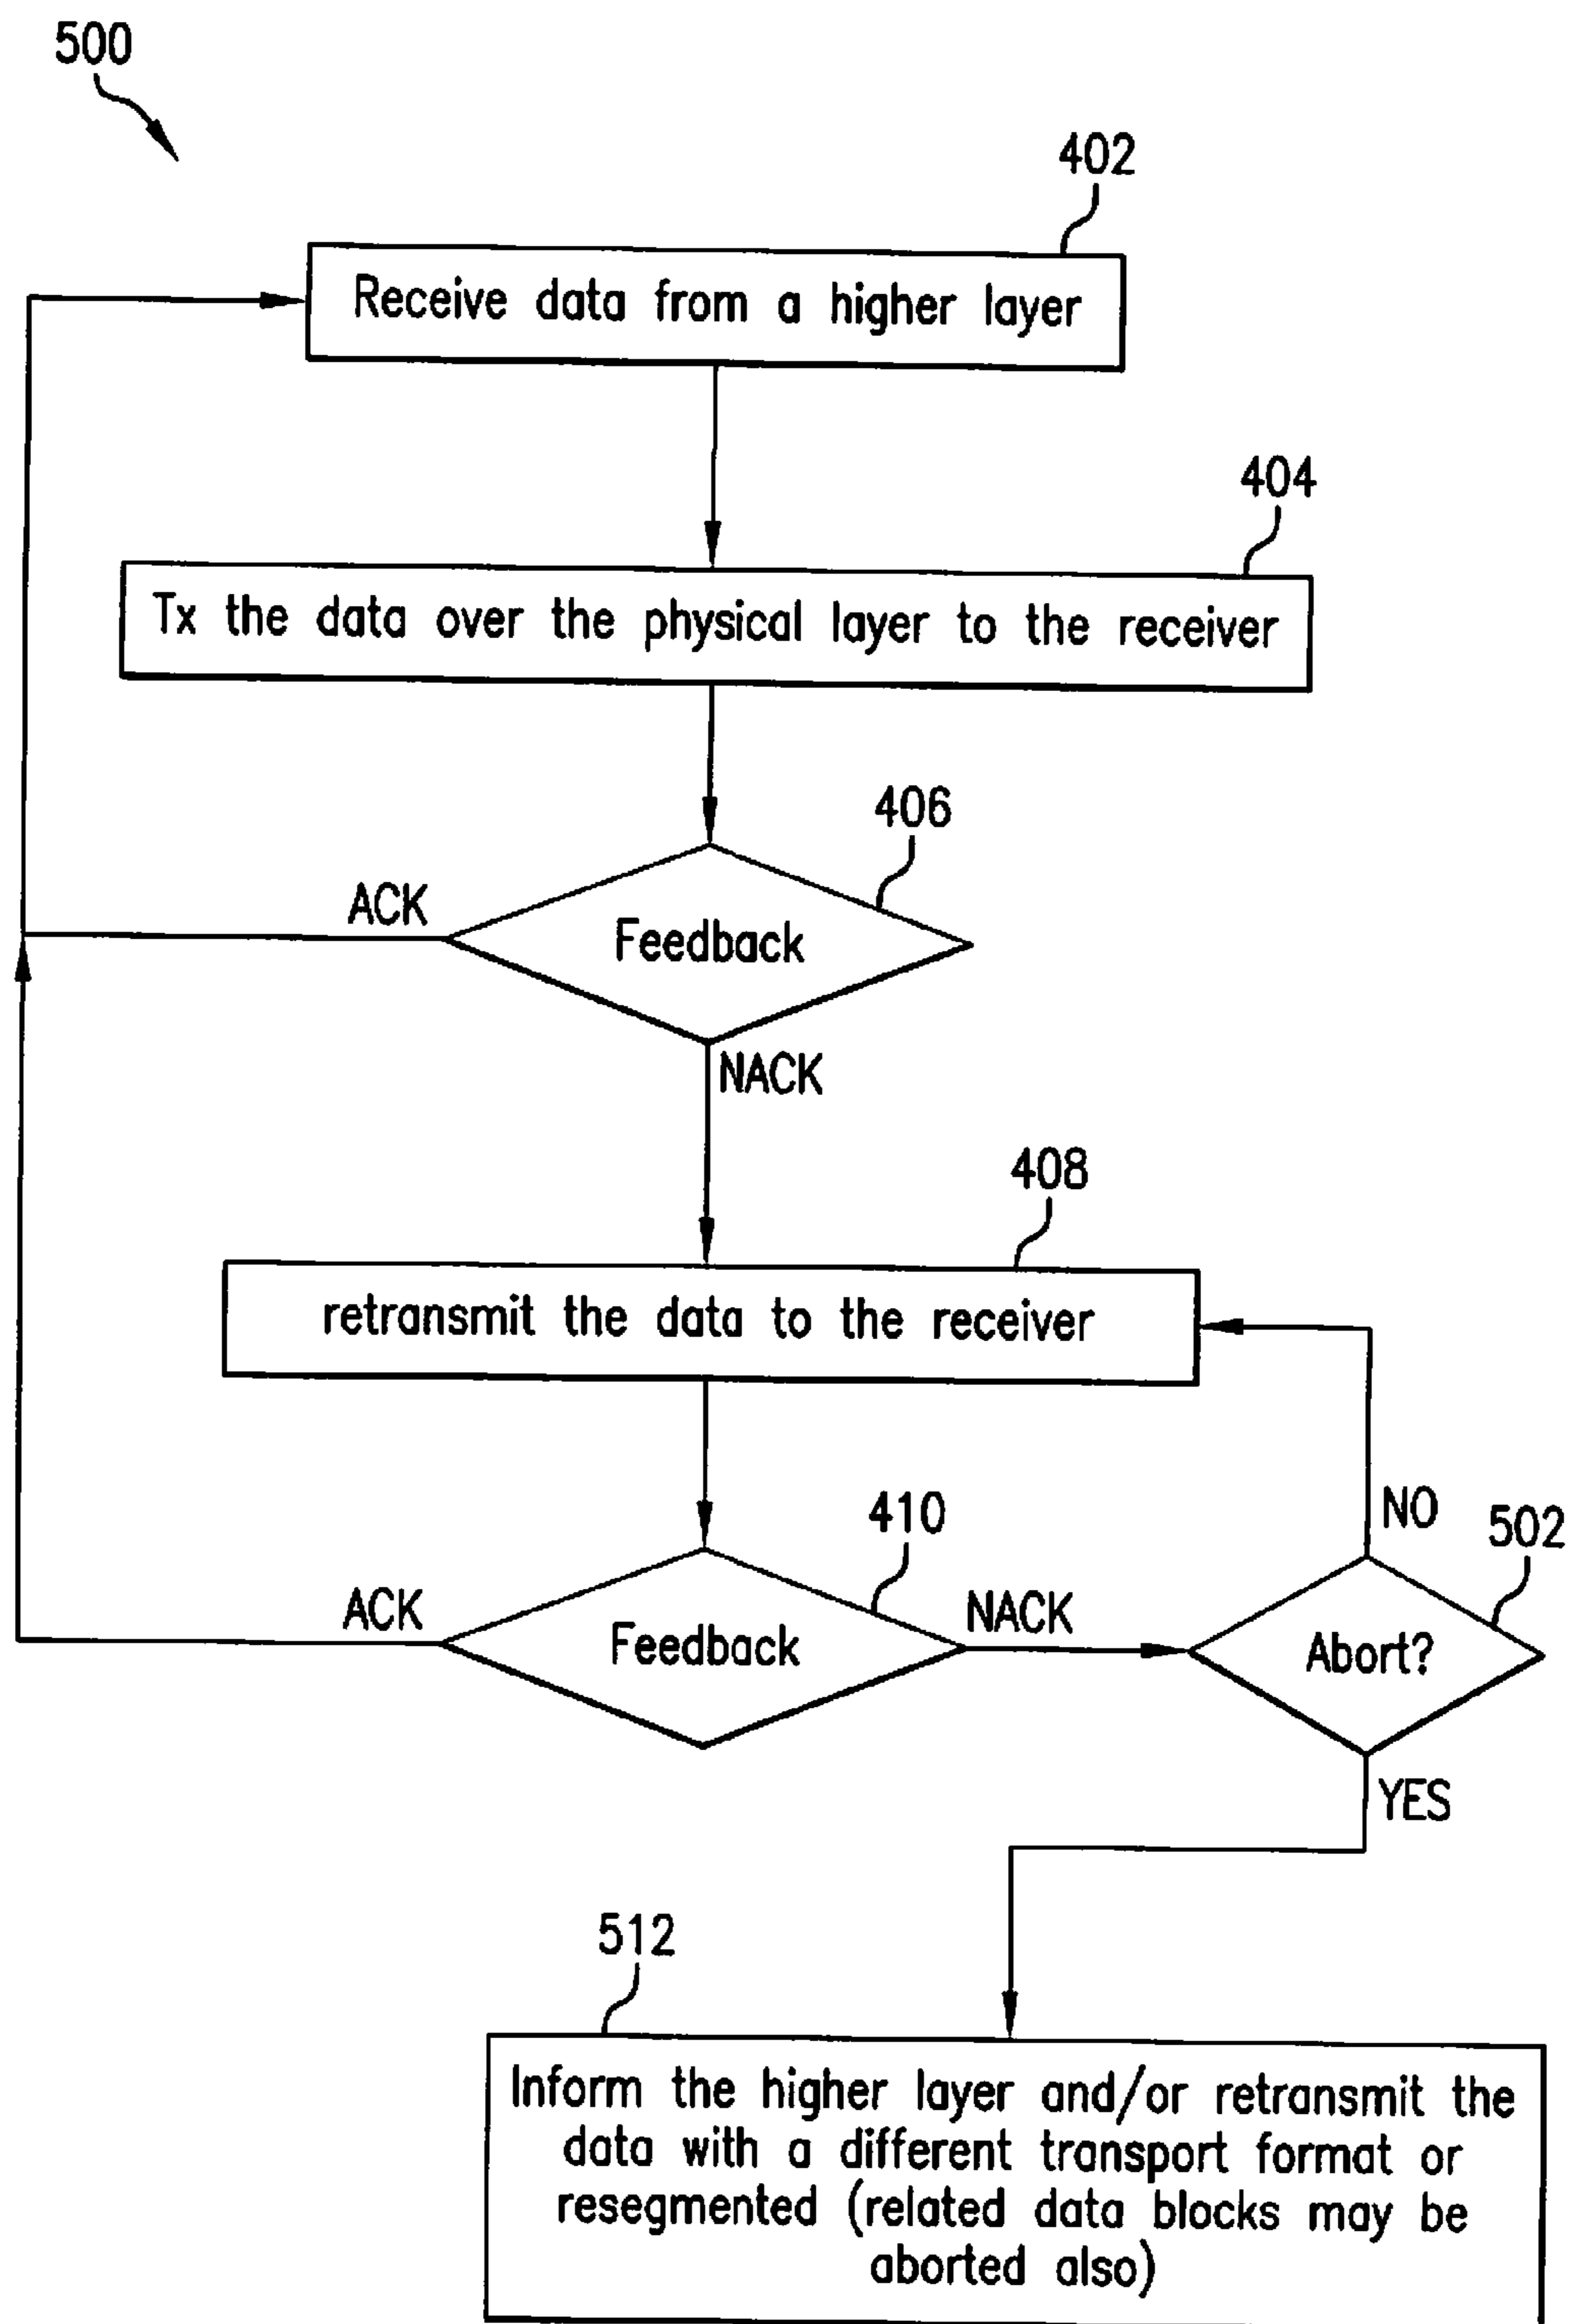 500
402
Receive data from a higher layer
404
Tx the data over the physical layer to the receiver
406
ACK
Feedback
NACK
408
retransmit the data to the receiver
410
NO
502
ACK
Feedback
NACK
Abort?
YES
512
Inform the higher layer and/or retransmit the
data with a different transport format or
resegmented (related data blocks may be
aborted also)